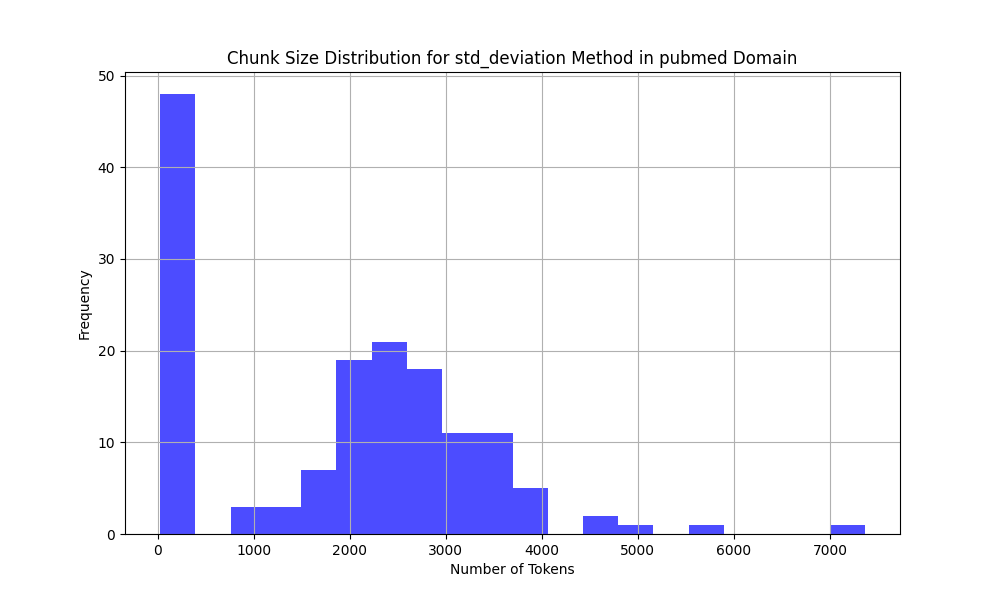 Chunk Size Distribution for std_deviation Method in pubmed Domain
50
40
30
20
10
0
Frequency
0 1000 2000 3000 4000 5000 6000 7000
Number of Tokens